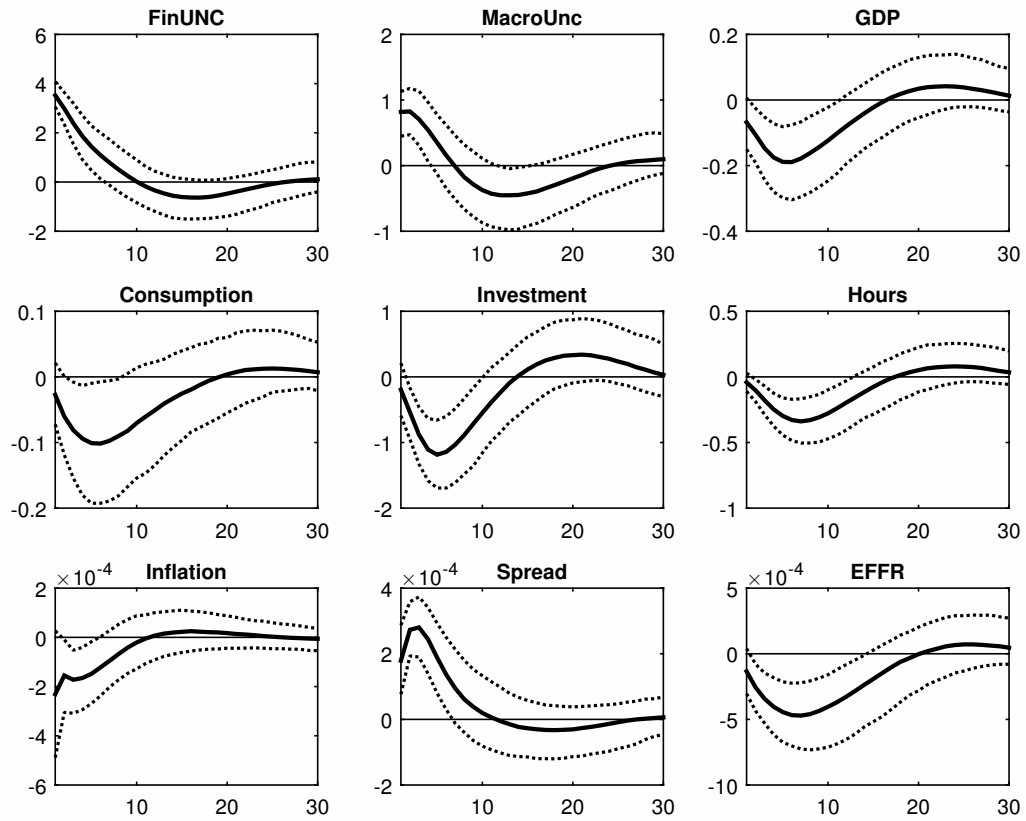 FinUNC MacroUnc GDP
6 2 0.2
4 1 0
2 0 -0.2
0 -1 -0.4
-2
10 20 30 10 20 30 10 20 30
Consumption Investment Hours
0.1 1 0.5
0 0 0
-0.1 -1 -0.5
-0.2 -2 -1
10 20 30 10 20 30 10 20 30
×10-4 Inflation ×10-4 Spread ×10-4 EFFR
2 4 5
0 2 0
-2 0 -5
-4 -2 -10
-6
10 20 30 10 20 30 10 20 30